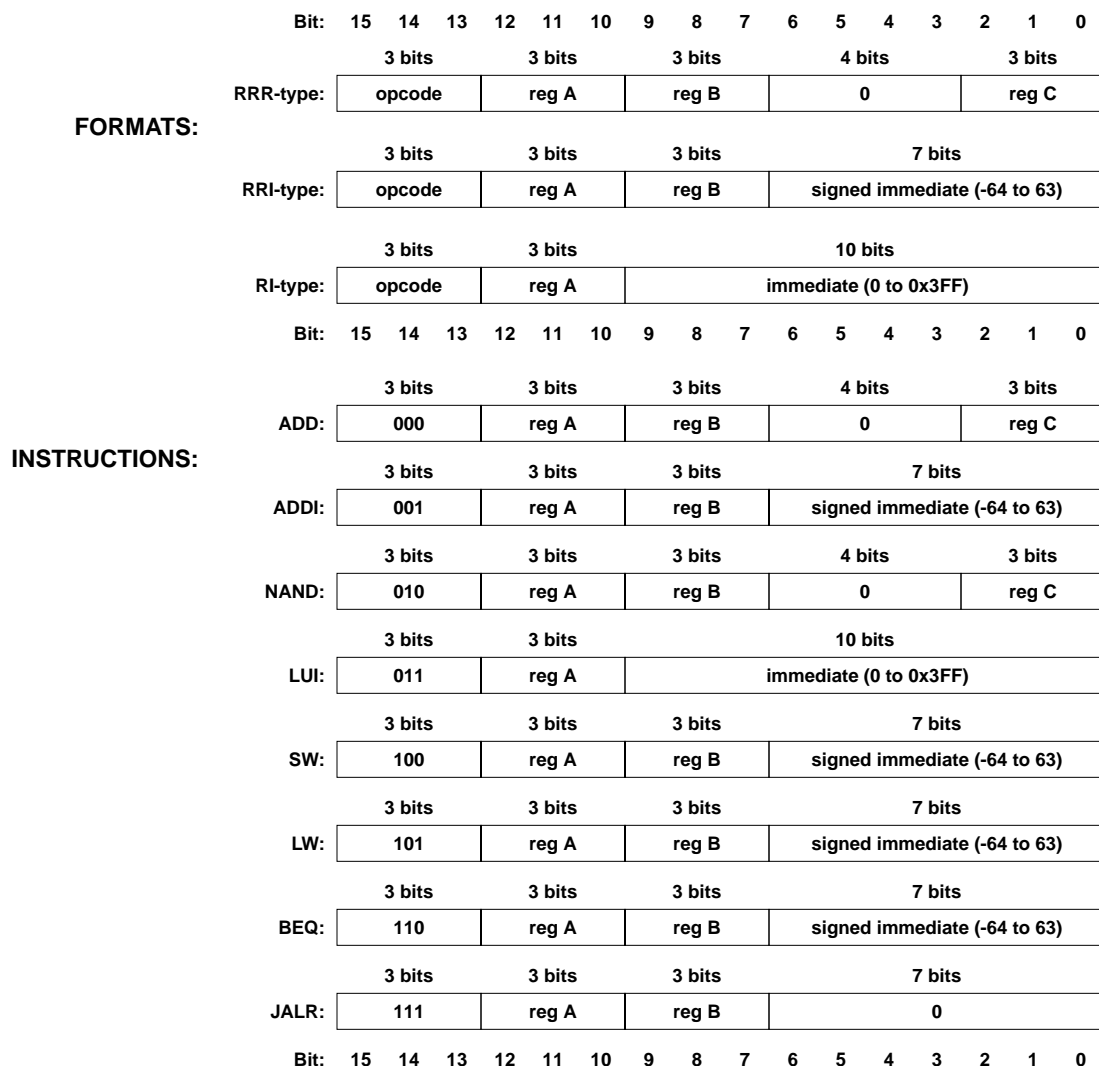 Bit: 15 14 13 12 11 10 9 8 7 6 5 4 3 2 1 0
3 bits 3 bits 3 bits 4 bits 3 bits
RRR-type: opcode reg A reg B 0 reg C
FORMATS:
3 bits 3 bits 3 bits 7 bits
RRI-type: opcode reg A reg B signed immediate (-64 to 63)
3 bits 3 bits 10 bits
RI-type: opcode reg A immediate (0 to 0x3FF)
Bit: 15 14 13 12 11 10 9 8 7 6 5 4 3 2 1 0
3 bits 3 bits 3 bits 4 bits 3 bits
ADD: 000 reg A reg B 0 reg C
INSTRUCTIONS:
3 bits 3 bits 3 bits 7 bits
ADDI: 001 reg A reg B signed immediate (-64 to 63)
3 bits 3 bits 3 bits 4 bits 3 bits
NAND: 010 reg A reg B 0 reg C
3 bits 3 bits 10 bits
LUI: 011 reg A immediate (0 to 0x3FF)
3 bits 3 bits 3 bits 7 bits
SW: 100 reg A reg B signed immediate (-64 to 63)
3 bits 3 bits 3 bits 7 bits
LW: 101 reg A reg B signed immediate (-64 to 63)
3 bits 3 bits 3 bits 7 bits
BEQ: 110 reg A reg B signed immediate (-64 to 63)
3 bits 3 bits 3 bits 7 bits
JALR: 111 reg A reg B 0
Bit: 15 14 13 12 11 10 9 8 7 6 5 4 3 2 1 0